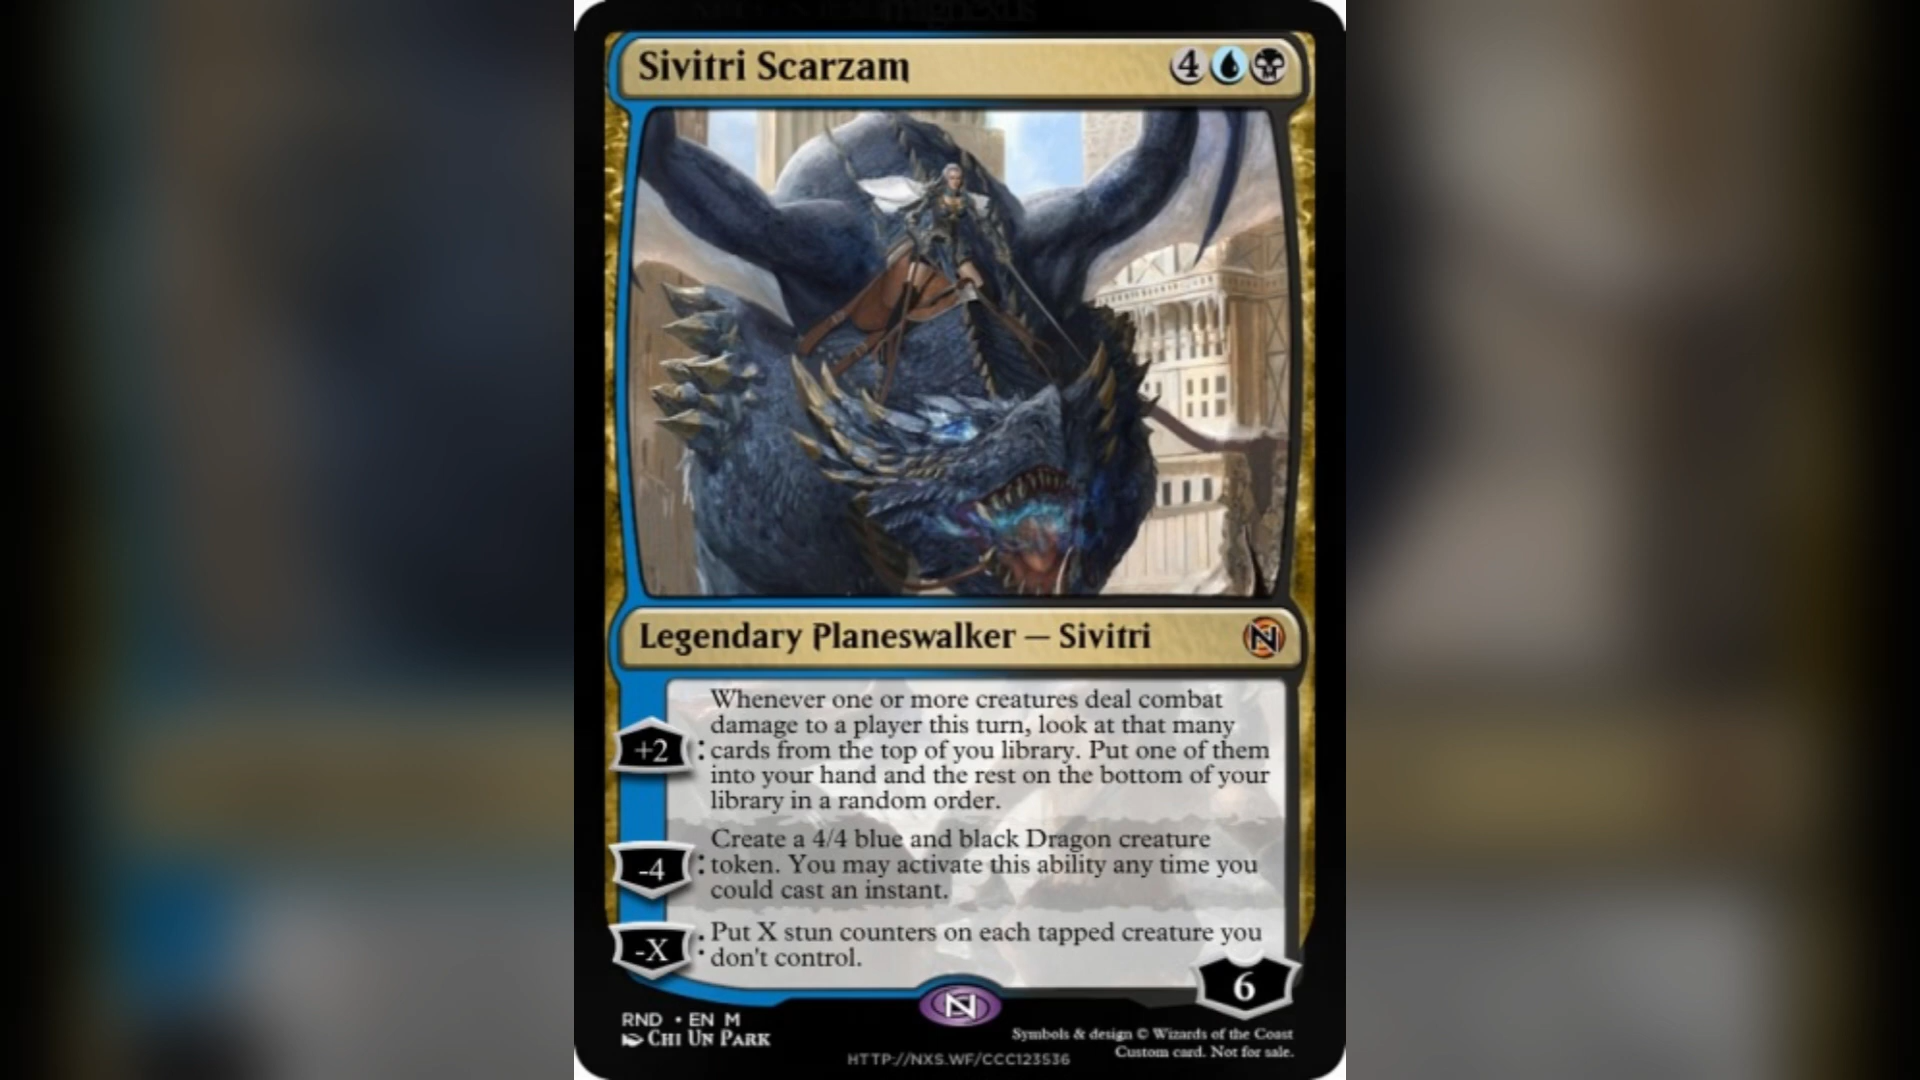 Sivitri Scarzam
4
Legendary Planeswalker — Sivitri
N
Whenever one or more creatures deal combat
damage to a player this turn, look at that many
+2 : cards from the top of you library. Put one of them
into your hand and the rest on the bottom of your
library in a random order.
Create a 4/4 blue and black Dragon creature
-4 : token. You may activate this ability any time you
could cast an instant.
-X : Put X stun counters on each tapped creature you
don't control.
6
N
RND • EN M
CHI UN PARK
Symbols & design © Wizards of the Coast
Custom card. Not for sale.
HTTP://NXS.WF/CCC123536